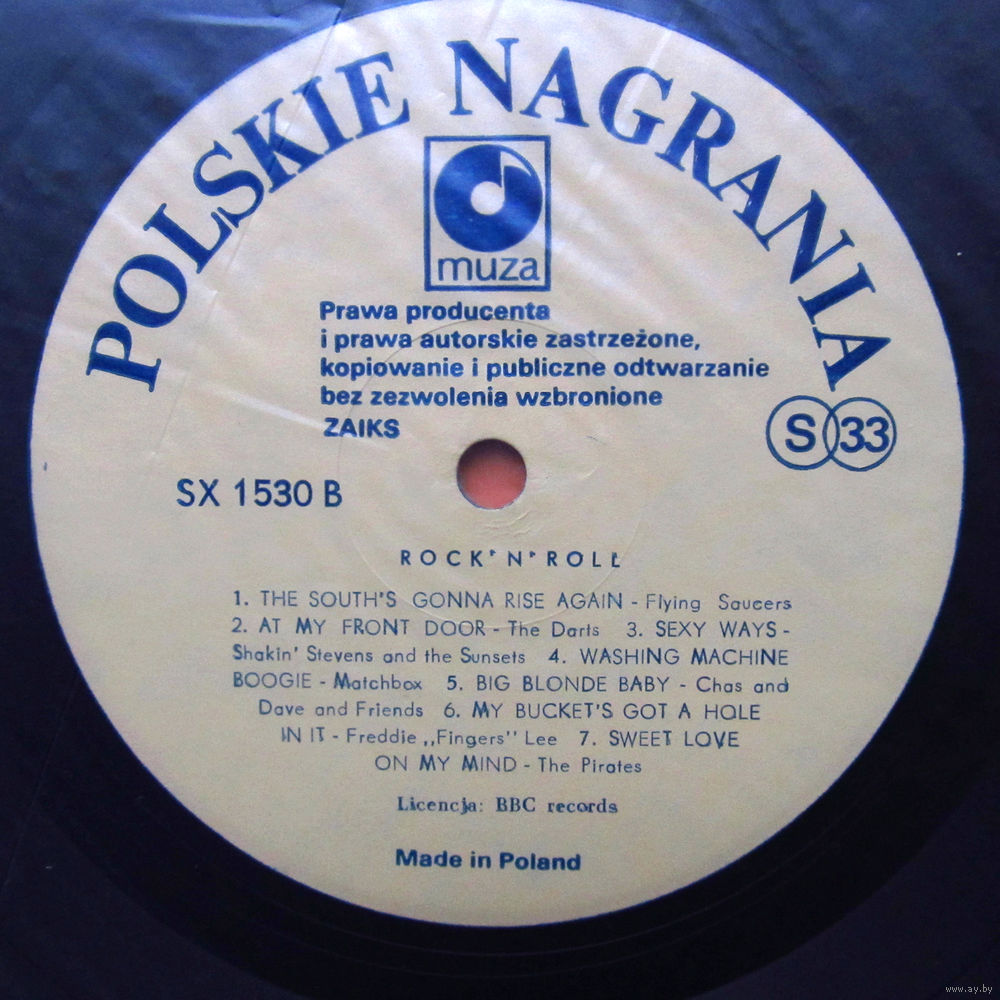 POLSKIE NAGRANIA
muza
Prawa producenta
i prawa autorskie zastrzeżone,
kopiowanie i publiczne odtwarzanie
bez zezwolenia wzbronione
ZAIKS
S 33
SX 1530 B
ROCK'N'ROLL
1. THE SOUTH'S GONNA RISE AGAIN - Flying Saucers
2. AT MY FRONT DOOR - The Darts 3. SEXY WAYS -
Shakin' Stevens and the Sunsets 4. WASHING MACHINE
BOOGIE - Matchbox 5. BIG BLONDE BABY - Chas and
Dave and Friends 6. MY BUCKET'S GOT A HOLE
IN IT - Freddie „Fingers" Lee 7. SWEET LOVE
ON MY MIND - The Pirates
Licencja: BBC records
Made in Poland
www.ay.by